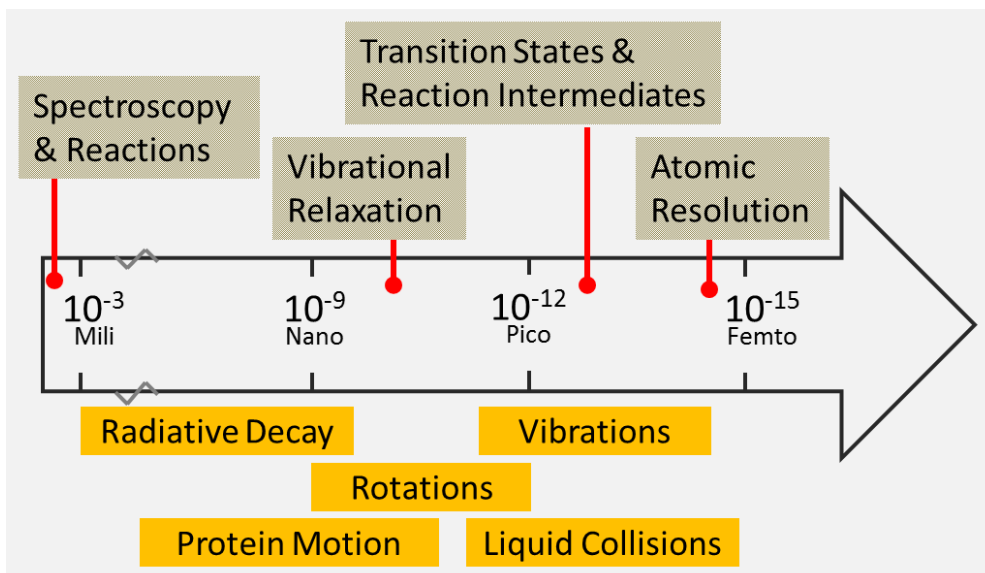 Transition States &
Reaction Intermediates
Spectroscopy
& Reactions
Vibrational
Relaxation
Atomic
Resolution
10⁻³
Mili
10⁻⁹
Nano
10⁻¹²
Pico
10⁻¹⁵
Femto
Radiative Decay
Vibrations
Rotations
Protein Motion
Liquid Collisions